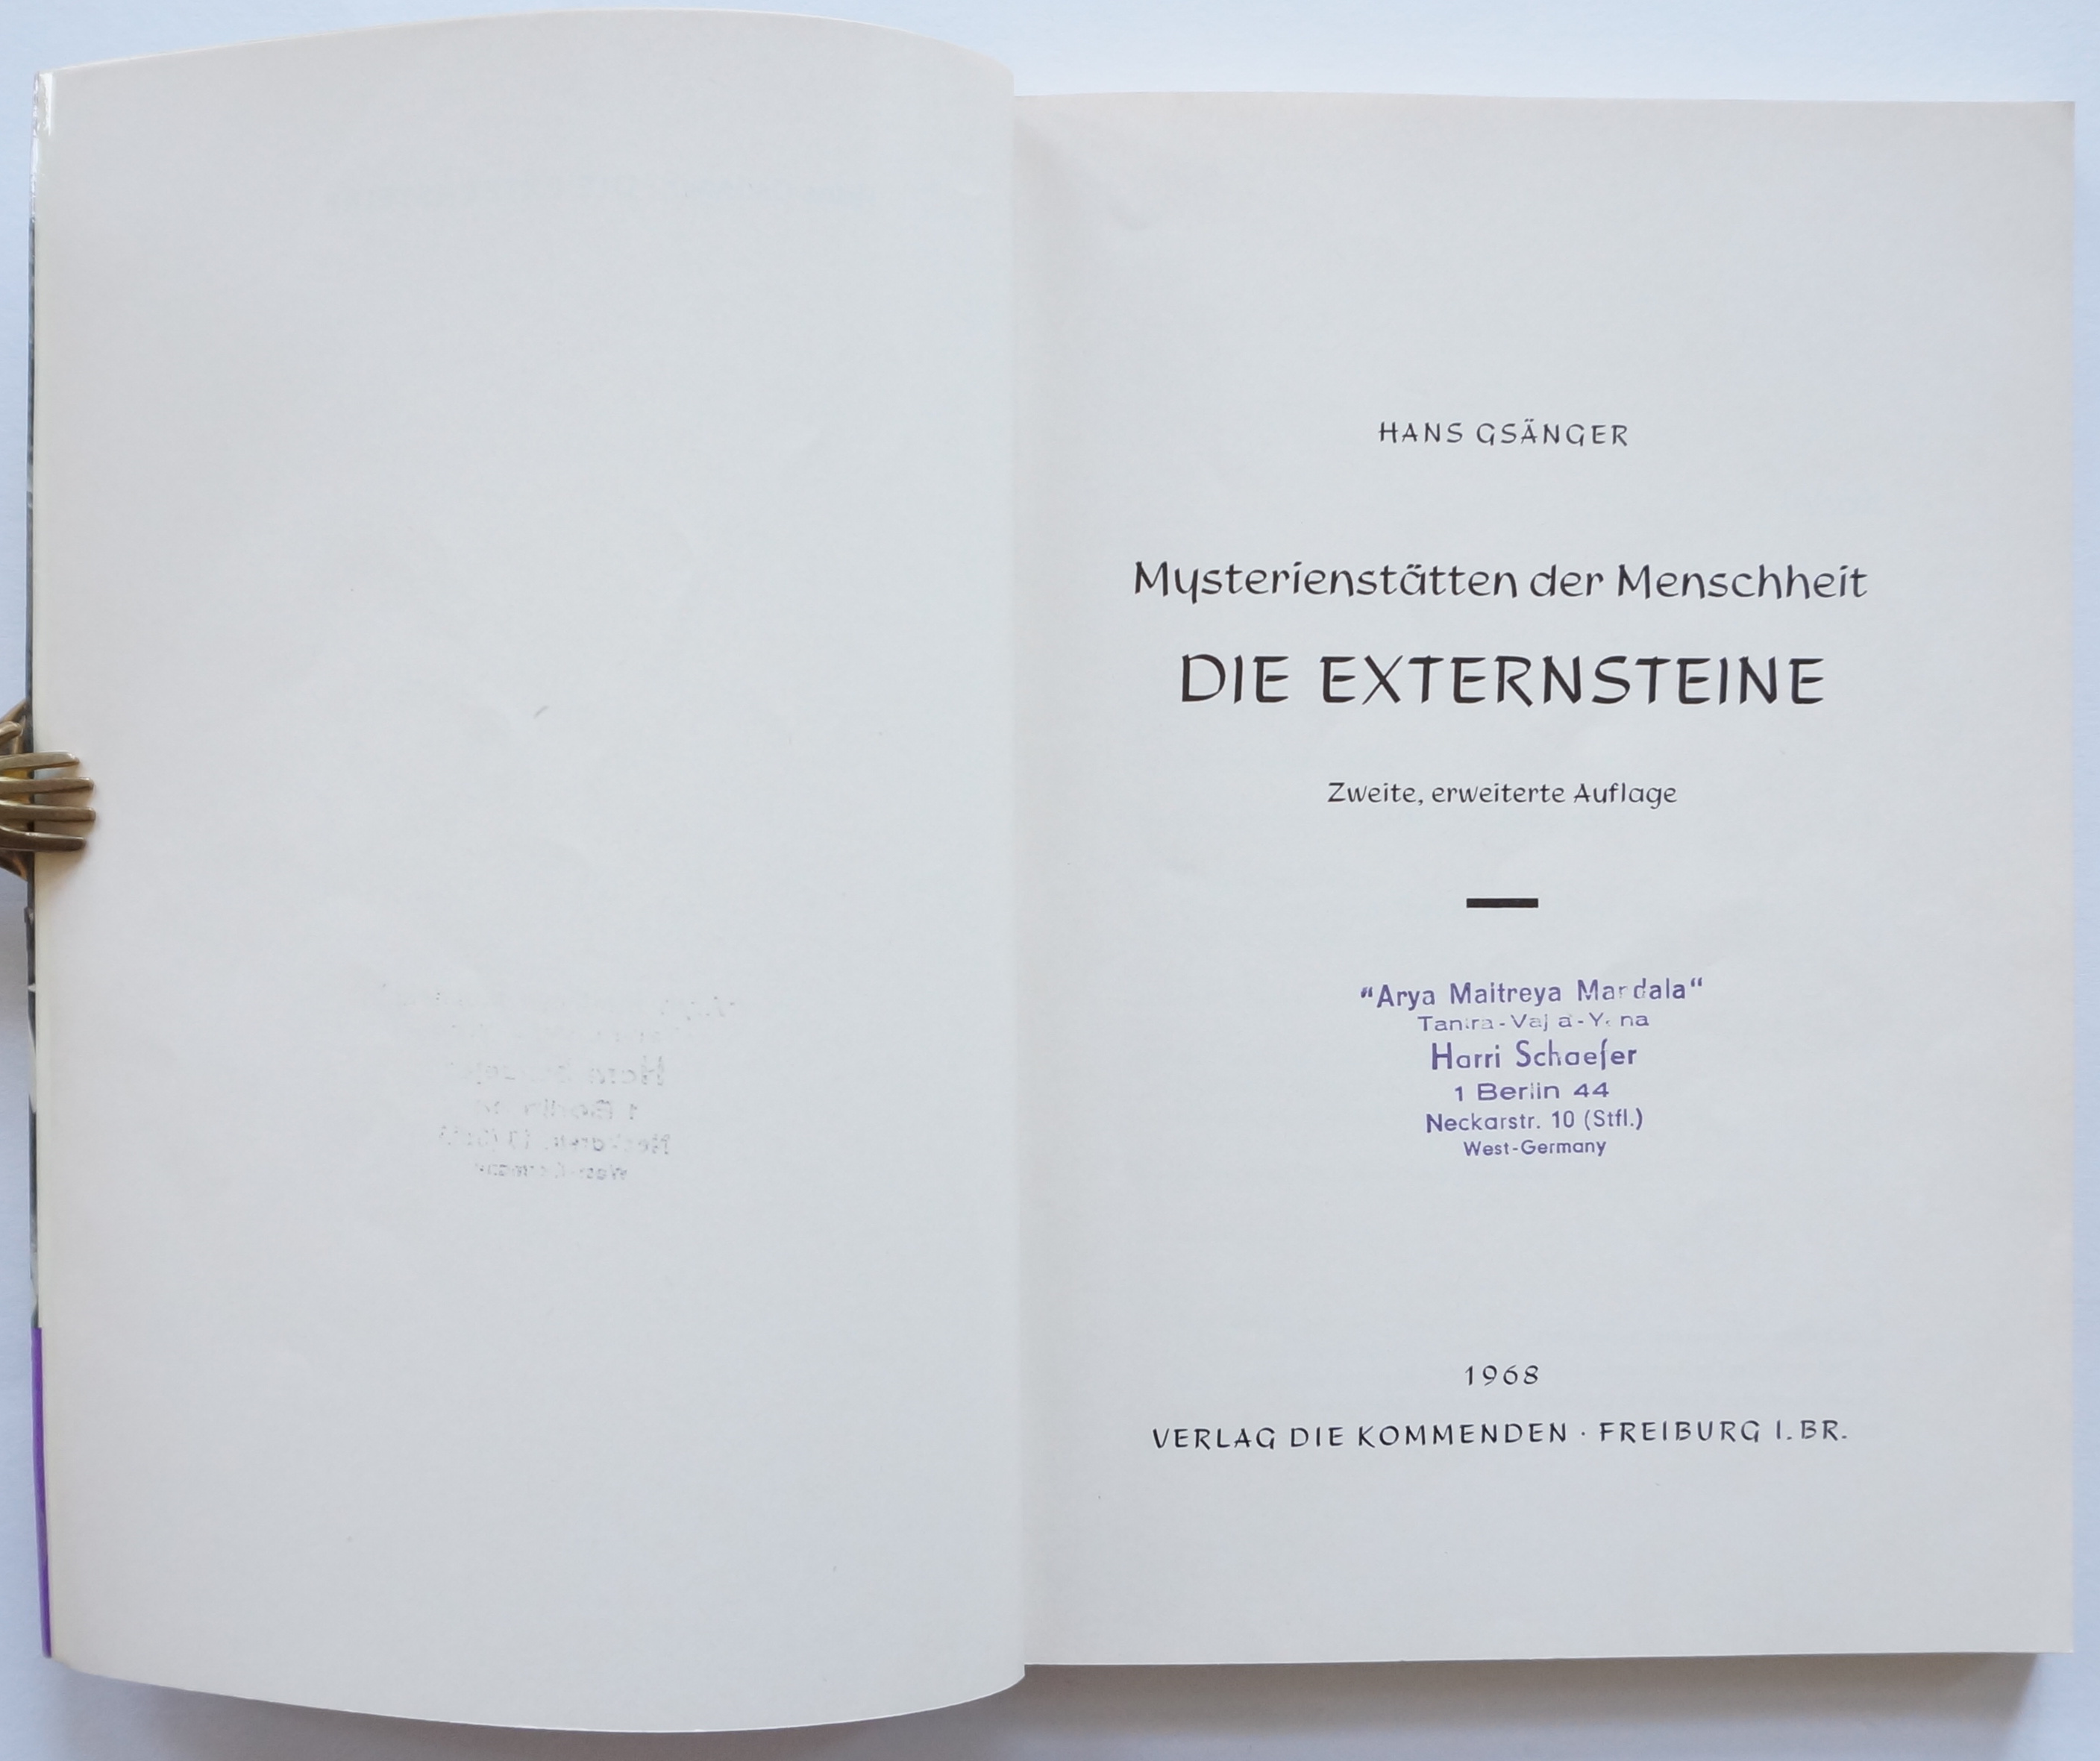 HANS GSÄNGER
Mysterienstätten der Menschheit
DIE EXTERNSTEINE
Zweite, erweiterte Auflage
"Arya Maitreya Mandala“
Harri Schaefer
1 Berlin 44
Neckarstr. 10 (Stfl.)
West-Germany
1968
VERLAG DIE KOMMENDEN · FREIBURG I. BR.